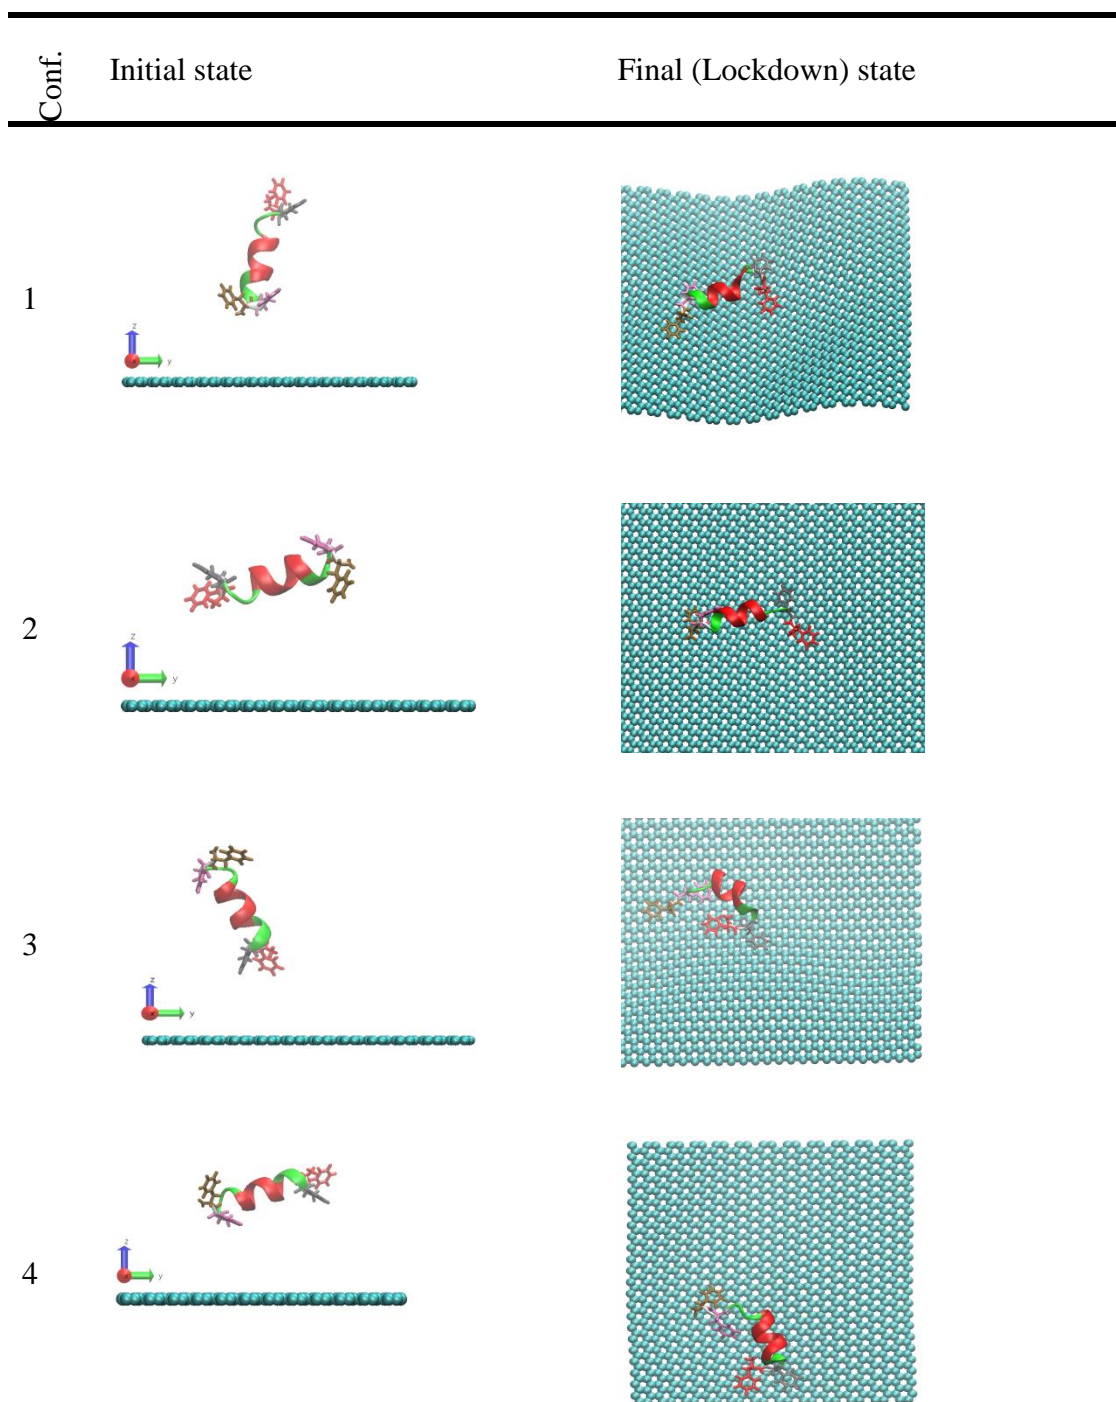 Conf.
Initial state
Final (Lockdown) state
1
z
y
2
z
y
3
z
y
4
z
y